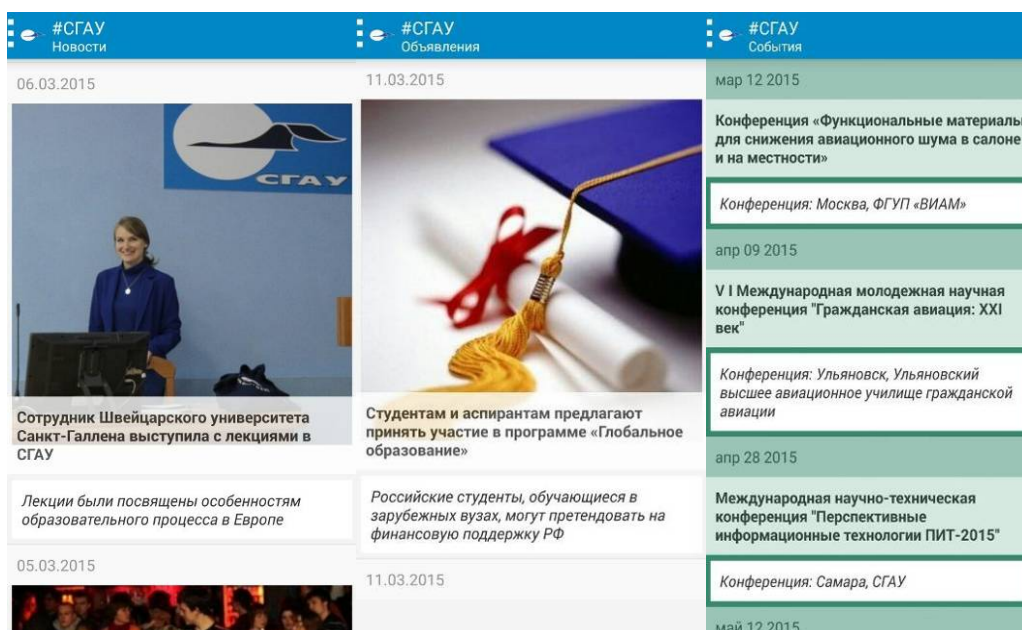 #СГАУ
Новости
06.03.2015
СГАУ
Сотрудник Швейцарского университета
Санкт-Галлена выступила с лекциями в
СГАУ
Лекции были посвящены особенностям
образовательного процесса в Европе
05.03.2015
#СГАУ
Объявления
11.03.2015
Студентам и аспирантам предлагают
принять участие в программе «Глобальное
образование»
Российские студенты, обучающиеся в
зарубежных вузах, могут претендовать на
финансовую поддержку РФ
11.03.2015
#СГАУ
События
мар 12 2015
Конференция «Функциональные материалы
для снижения авиационного шума в салоне
и на местности»
Конференция: Москва, ФГУП «ВИАМ»
апр 09 2015
V I Международная молодежная научная
конференция "Гражданская авиация: XXI
век"
Конференция: Ульяновск, Ульяновский
высшее авиационное училище гражданской
авиации
апр 28 2015
Международная научно-техническая
конференция "Перспективные
информационные технологии ПИТ-2015"
Конференция: Самара, СГАУ
май 12 2015